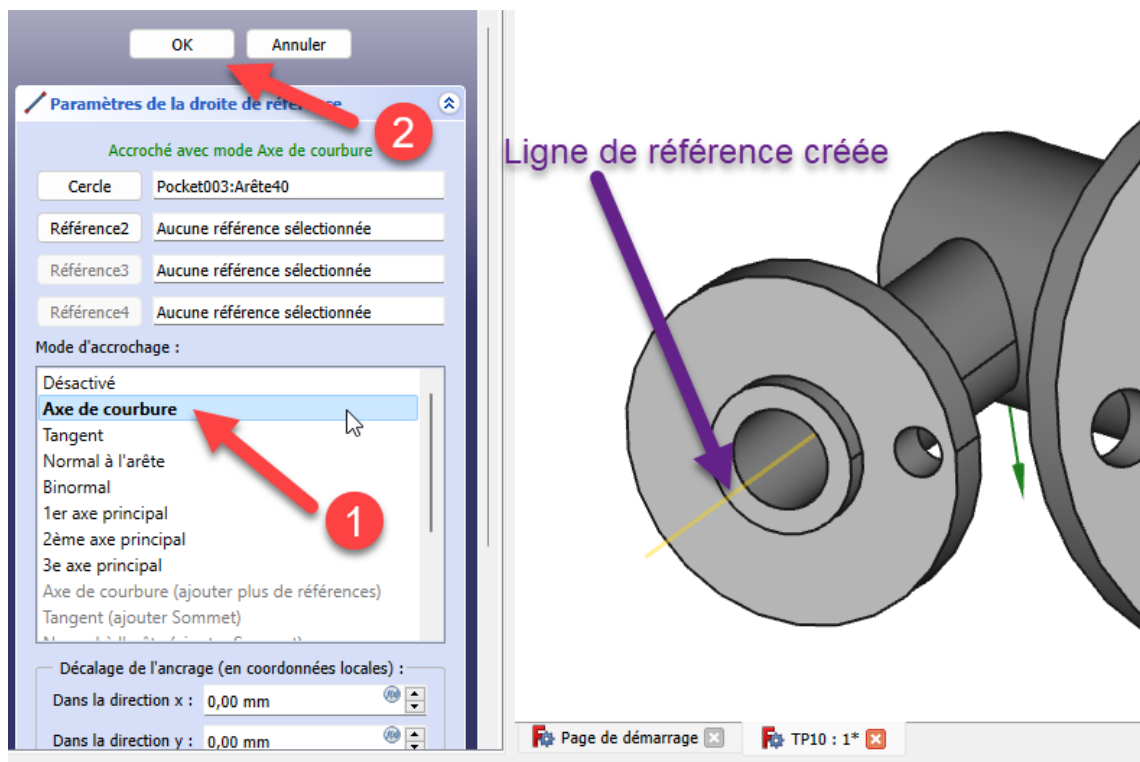 OK Annuler
Paramètres de la droite de référence
2
Accroché avec mode Axe de courbure
Cercle Pocket003:Arête40
Référence2 Aucune référence sélectionnée
Référence3 Aucune référence sélectionnée
Référence4 Aucune référence sélectionnée
Mode d'accrochage :
Désactivé
Axe de courbure
Tangent
Normal à l'arête
Binormal
1er axe principal
1
2ème axe principal
3e axe principal
Axe de courbure (ajouter plus de références)
Tangent (ajouter Sommet)
Décalage de l'ancrage (en coordonnées locales) :
Dans la direction x : 0,00 mm
Dans la direction y : 0,00 mm
Ligne de référence créée
Page de démarrage
TP10 : 1*